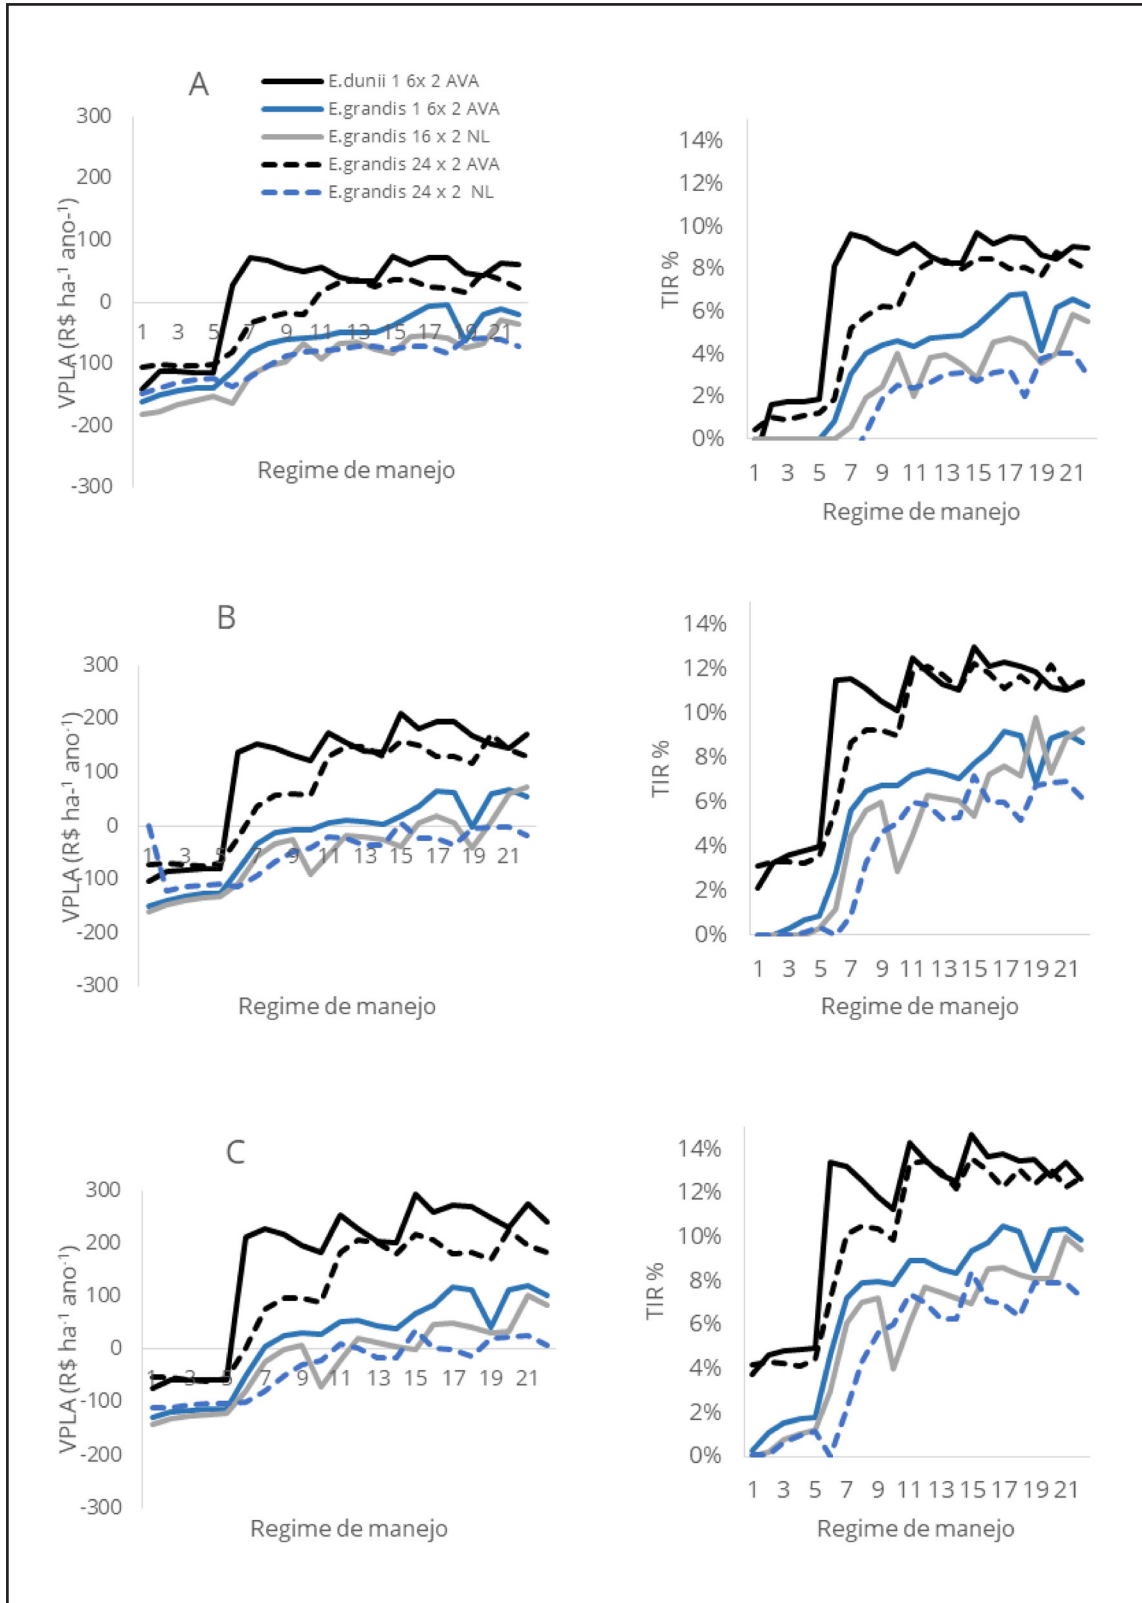 A
E.dunii 1 6x 2 AVA
E.grandis 1 6x 2 AVA
E.grandis 16 x 2 NL
E.grandis 24 x 2 AVA
E.grandis 24 x 2 NL
300
200
100
0
-100
-200
-300
VPLA (R$ ha-¹ ano-¹)
1 3 5 7 9 11 13 15 17 19 21
Regime de manejo
14%
12%
10%
8%
6%
4%
2%
0%
TIR %
1 3 5 7 9 11 13 15 17 19 21
Regime de manejo
B
300
200
100
0
-100
-200
-300
VPLA (R$ ha-¹ ano-¹)
1 3 5 7 9 11 13 15 17 19 21
Regime de manejo
14%
12%
10%
8%
6%
4%
2%
0%
TIR %
1 3 5 7 9 11 13 15 17 19 21
Regime de manejo
C
300
200
100
0
-100
-200
-300
VPLA (R$ ha-¹ ano-¹)
1 3 5 7 9 11 13 15 17 19 21
Regime de manejo
14%
12%
10%
8%
6%
4%
2%
0%
TIR %
1 3 5 7 9 11 13 15 17 19 21
Regime de manejo